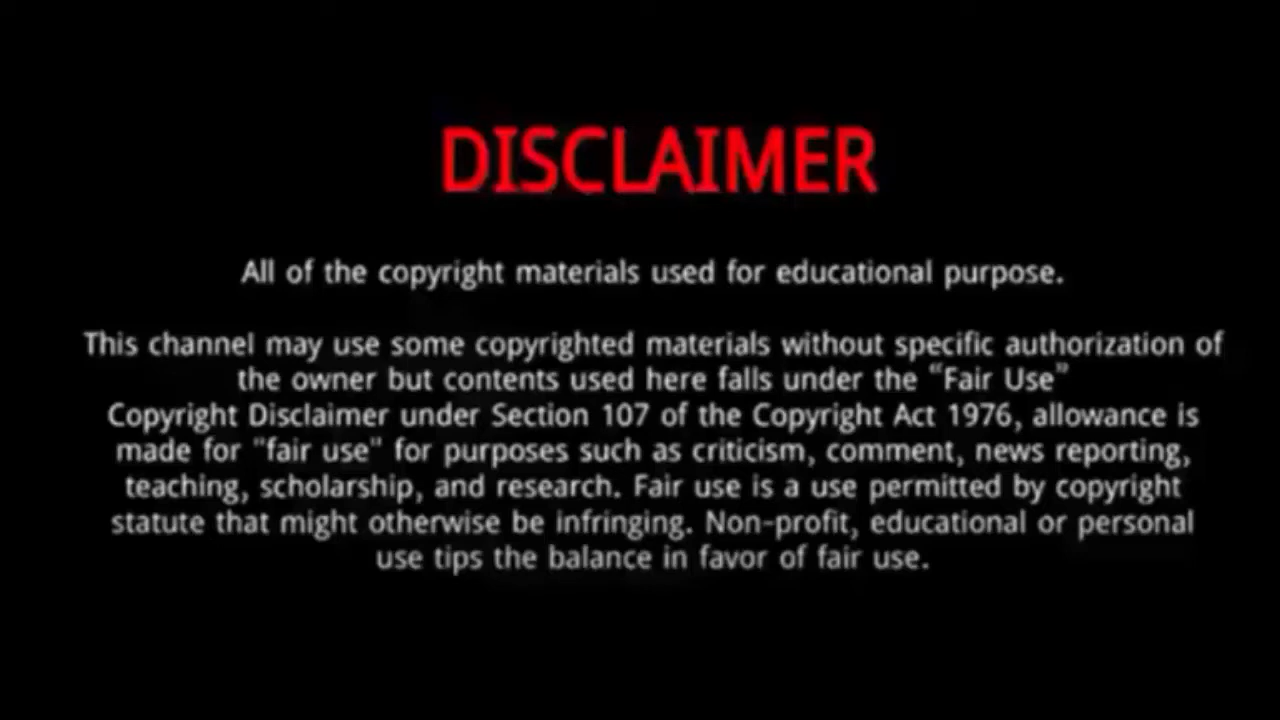 DISCLAIMER
All of the copyright materials used for educational purpose.
This channel may use some copyrighted materials without specific authorization of
the owner but contents used here falls under the “Fair Use”
Copyright Disclaimer under Section 107 of the Copyright Act 1976, allowance is
made for "fair use" for purposes such as criticism, comment, news reporting,
teaching, scholarship, and research. Fair use is a use permitted by copyright
statute that might otherwise be infringing. Non-profit, educational or personal
use tips the balance in favor of fair use.